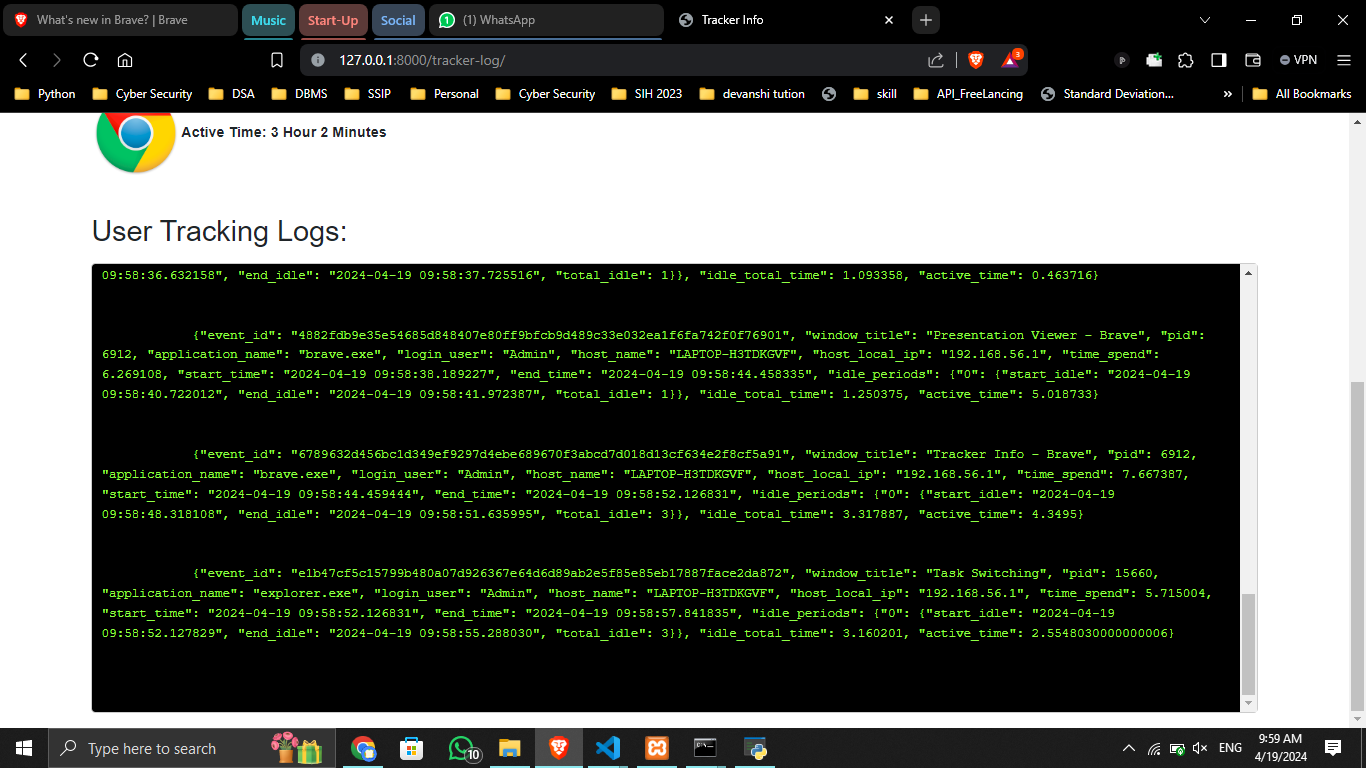 What's new in Brave? | Brave
Music
Start-Up
Social
1
(1) WhatsApp
Tracker Info
127.0.0.1:8000/tracker-log/
3
P
VPN
Python
Cyber Security
DSA
DBMS
SSIP
Personal
Cyber Security
SIH 2023
devanshi tution
skill
API_FreeLancing
Standard Deviation...
»
All Bookmarks
Active Time: 3 Hour 2 Minutes
User Tracking Logs:
09:58:36.632158", "end_idle": "2024-04-19 09:58:37.725516", "total_idle": 1}}, "idle_total_time": 1.093358, "active_time": 0.463716}
{"event_id": "4882fdb9e35e54685d848407e80ff9bfcb9d489c33e032ea1f6fa742f0f76901", "window_title": "Presentation Viewer - Brave", "pid":
6912, "application_name": "brave.exe", "login_user": "Admin", "host_name": "LAPTOP-H3TDKGVF", "host_local_ip": "192.168.56.1", "time_spend":
6.269108, "start_time": "2024-04-19 09:58:38.189227", "end_time": "2024-04-19 09:58:44.458335", "idle_periods": {"0": {"start_idle": "2024-04-19
09:58:40.722012", "end_idle": "2024-04-19 09:58:41.972387", "total_idle": 1}}, "idle_total_time": 1.250375, "active_time": 5.018733}
{"event_id": "6789632d456bc1d349ef9297d4ebe689670f3abcd7d018d13cf634e2f8cf5a91", "window_title": "Tracker Info - Brave", "pid": 6912,
"application_name": "brave.exe", "login_user": "Admin", "host_name": "LAPTOP-H3TDKGVF", "host_local_ip": "192.168.56.1", "time_spend": 7.667387,
"start_time": "2024-04-19 09:58:44.459444", "end_time": "2024-04-19 09:58:52.126831", "idle_periods": {"0": {"start_idle": "2024-04-19
09:58:48.318108", "end_idle": "2024-04-19 09:58:51.635995", "total_idle": 3}}, "idle_total_time": 3.317887, "active_time": 4.3495}
{"event_id": "e1b47cf5c15799b480a07d926367e64d6d89ab2e5f85e85eb17887face2da872", "window_title": "Task Switching", "pid": 15660,
"application_name": "explorer.exe", "login_user": "Admin", "host_name": "LAPTOP-H3TDKGVF", "host_local_ip": "192.168.56.1", "time_spend": 5.715004,
"start_time": "2024-04-19 09:58:52.126831", "end_time": "2024-04-19 09:58:57.841835", "idle_periods": {"0": {"start_idle": "2024-04-19
09:58:52.127829", "end_idle": "2024-04-19 09:58:55.288030", "total_idle": 3}}, "idle_total_time": 3.160201, "active_time": 2.5548030000000006}
Type here to search
10
ENG
9:59 AM
4/19/2024